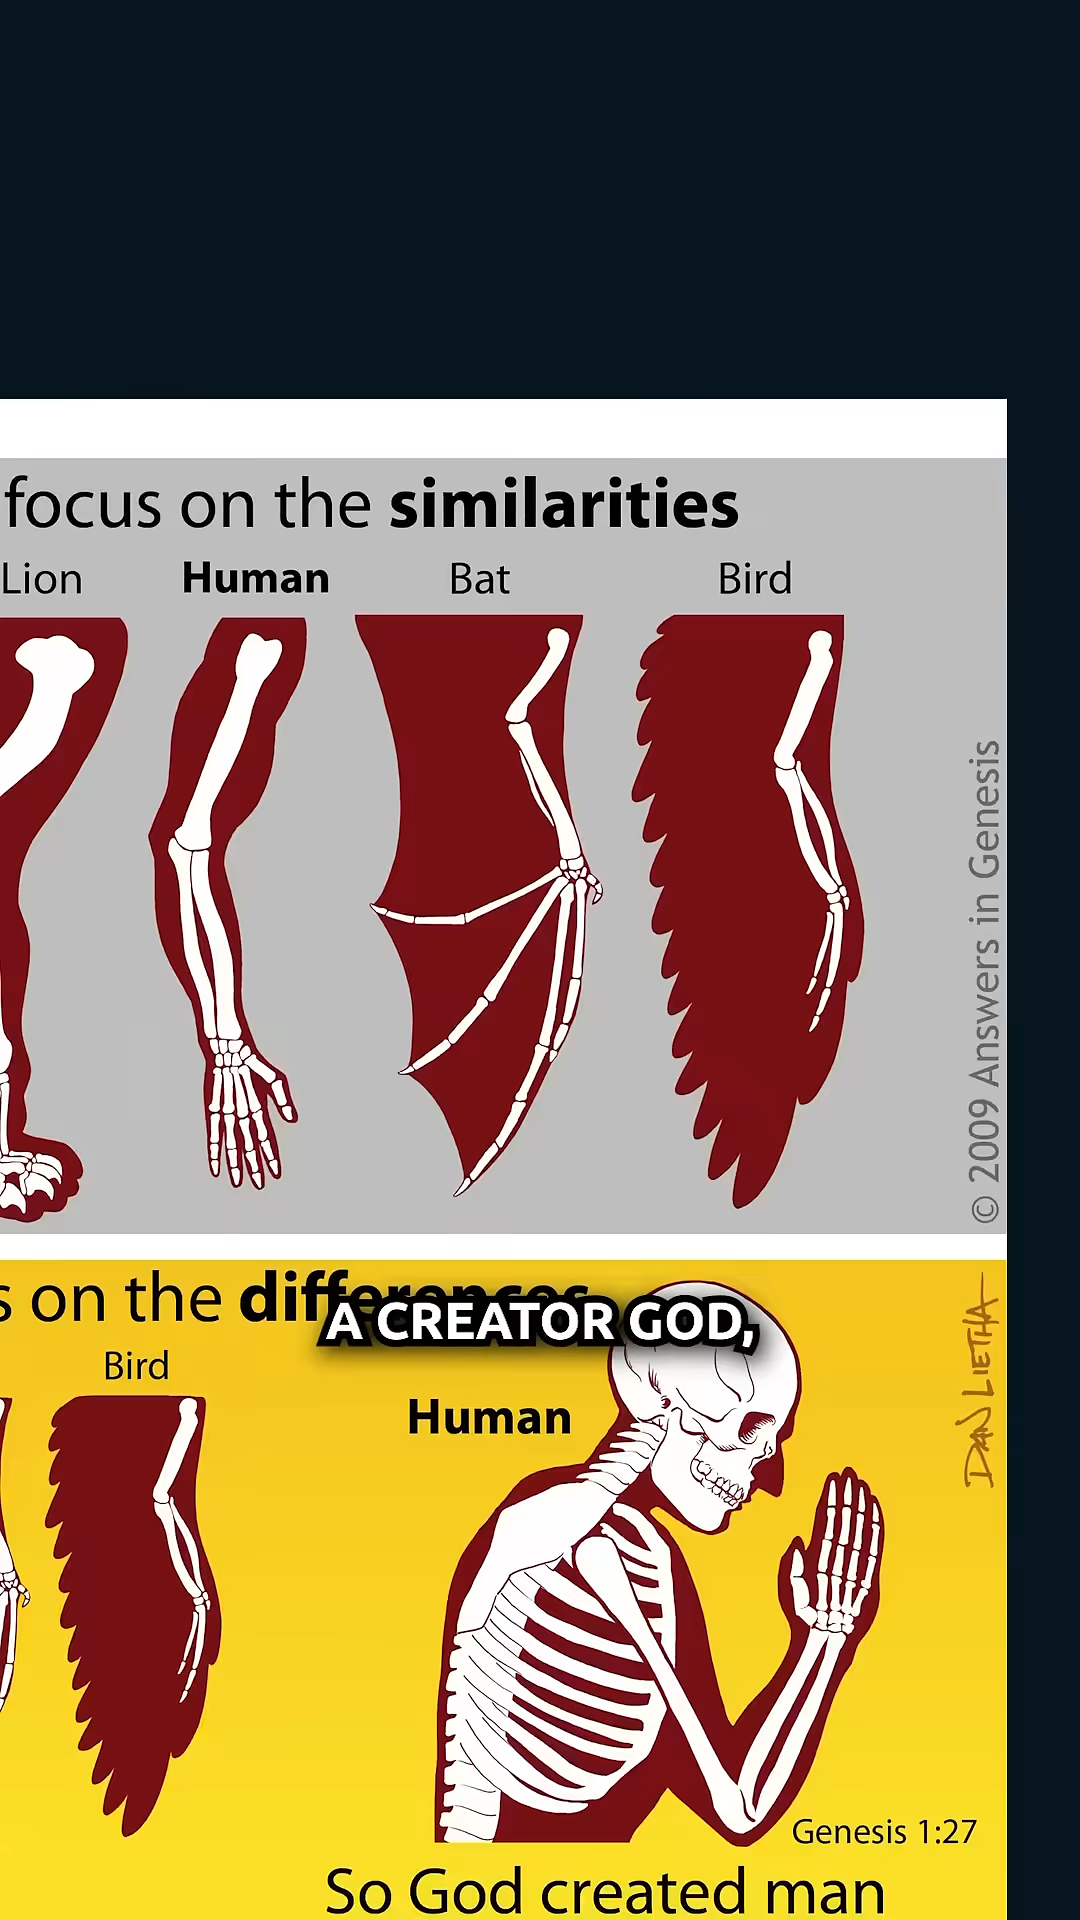 focus on the similarities
Lion Human Bat Bird
© 2009 Answers in Genesis
s on the differences
A CREATOR GOD,
Bird
Human
DAN LIETHA
Genesis 1:27
So God created man